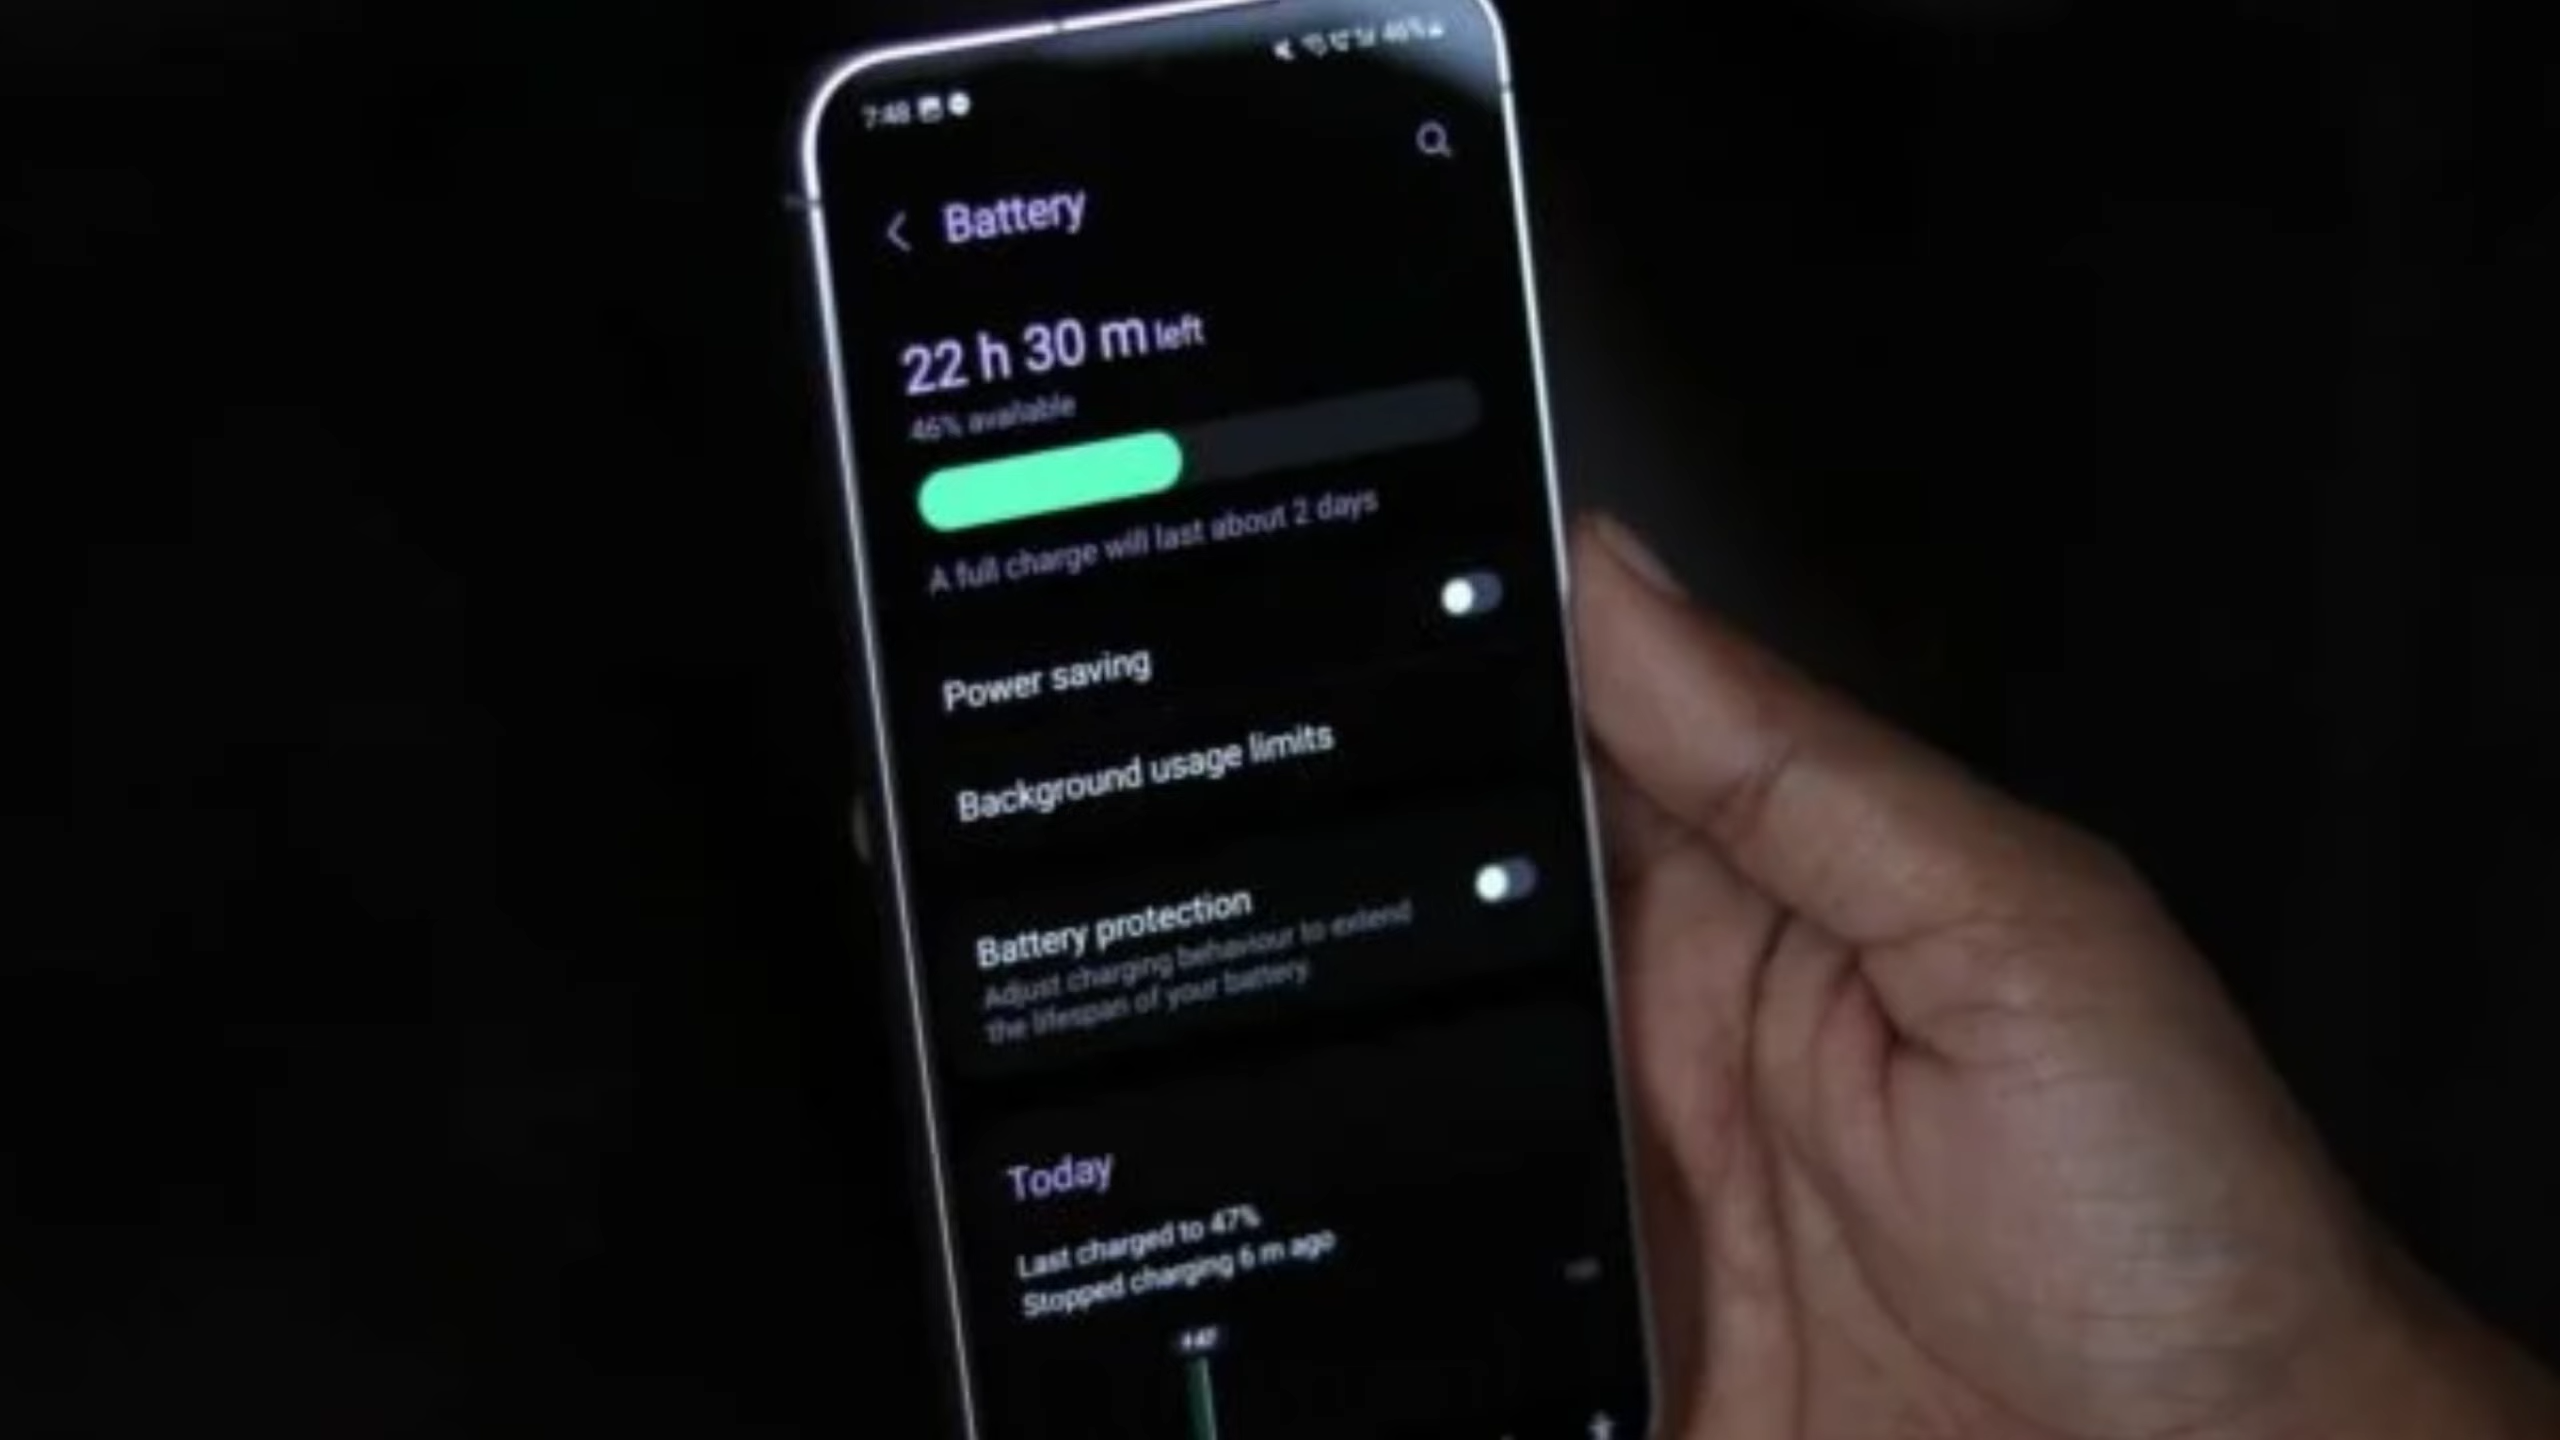 7:48
46%
Battery
22 h 30 m left
46% available
A full charge will last about 2 days
Power saving
Background usage limits
Battery protection
Adjust charging behaviour to extend
the lifespan of your battery
Today
Last charged to 47%
Stopped charging 6 m ago